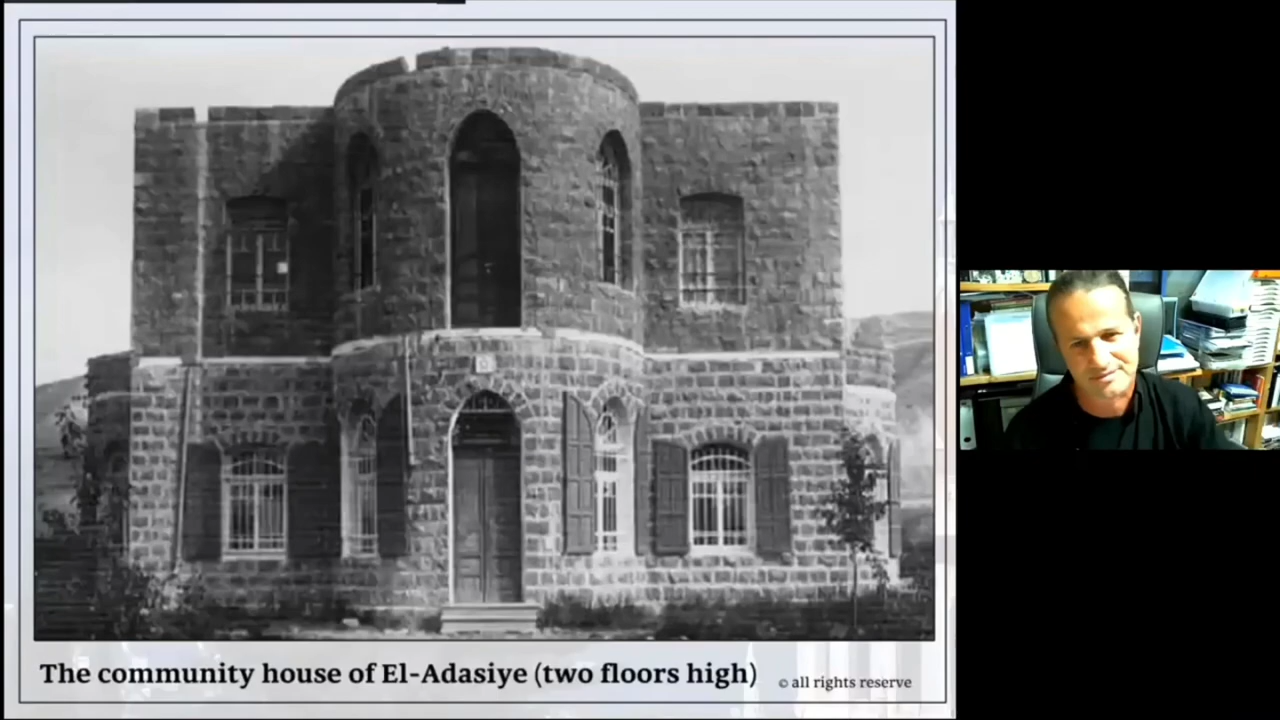 The community house of El-Adasiye (two floors high)
© all rights reserve